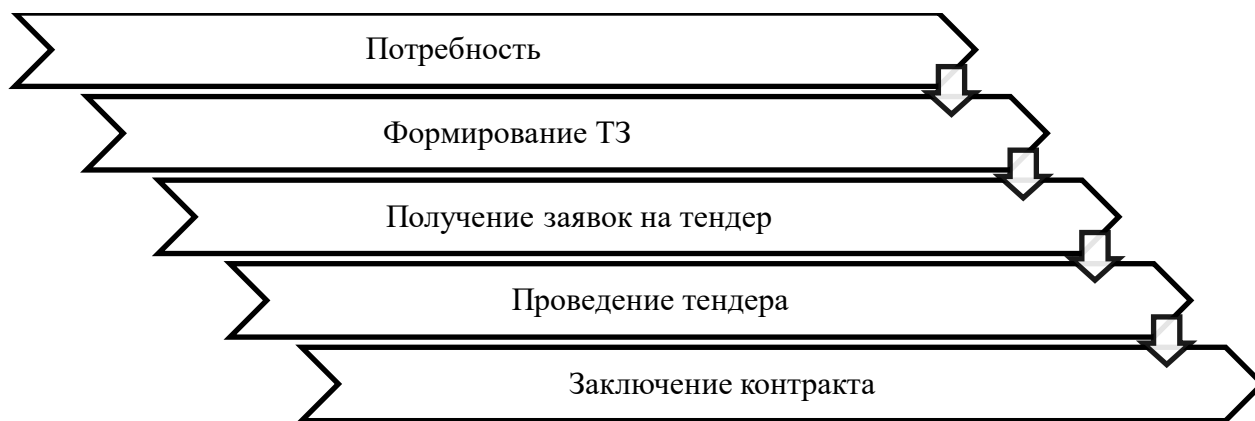 Потребность
Формирование ТЗ
Получение заявок на тендер
Проведение тендера
Заключение контракта